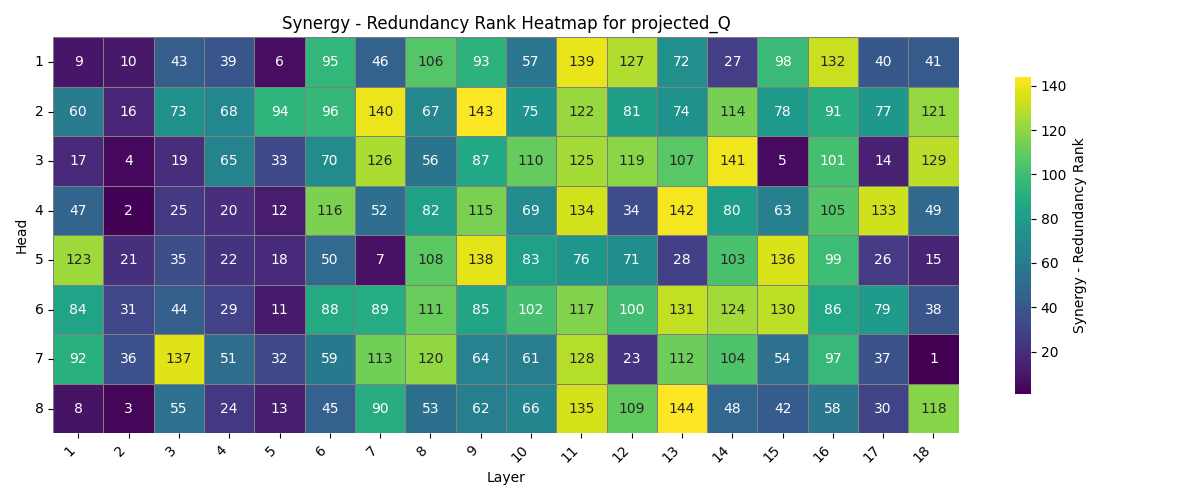 Synergy - Redundancy Rank Heatmap for projected_Q
1 9 10 43 39 6 95 46 106 93 57 139 127 72 27 98 132 40 41
2 60 16 73 68 94 96 140 67 143 75 122 81 74 114 78 91 77 121
3 17 4 19 65 33 70 126 56 87 110 125 119 107 141 5 101 14 129
4 47 2 25 20 12 116 52 82 115 69 134 34 142 80 63 105 133 49
5 123 21 35 22 18 50 7 108 138 83 76 71 28 103 136 99 26 15
6 84 31 44 29 11 88 89 111 85 102 117 100 131 124 130 86 79 38
7 92 36 137 51 32 59 113 120 64 61 128 23 112 104 54 97 37 1
8 8 3 55 24 13 45 90 53 62 66 135 109 144 48 42 58 30 118
1 2 3 4 5 6 7 8 9 10 11 12 13 14 15 16 17 18
Layer
Head
140
120
100
80
60
40
20
Synergy - Redundancy Rank